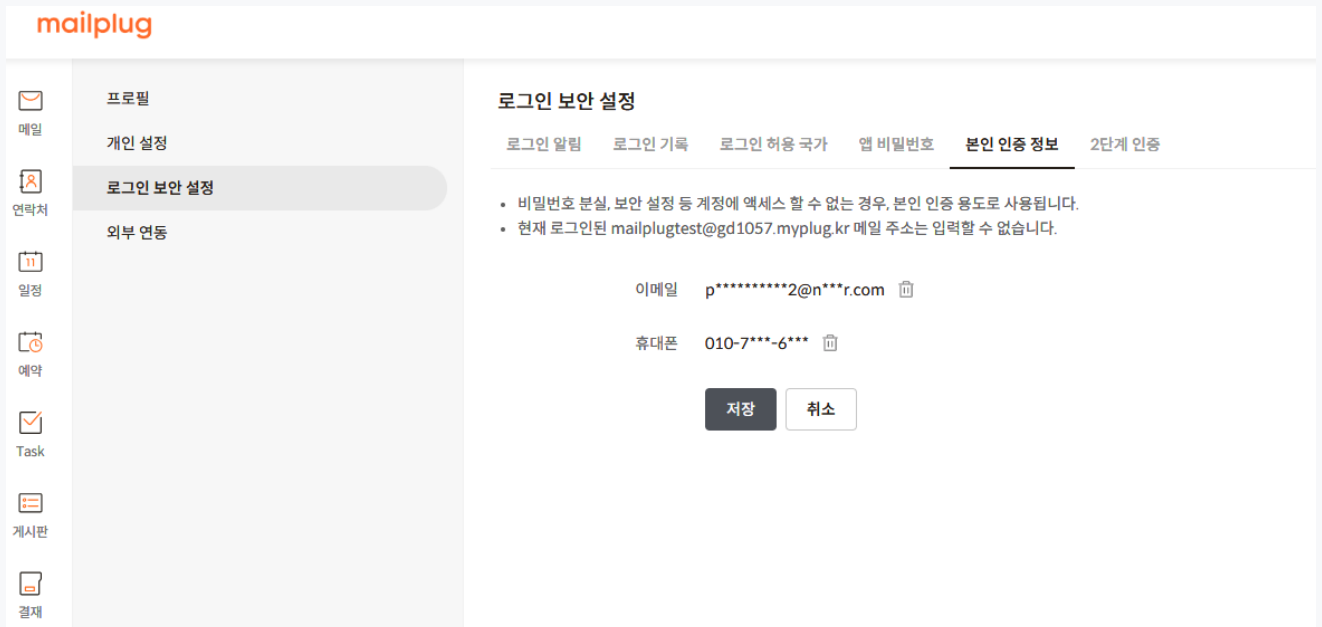 mailplug
메일
연락처
11
일정
예약
Task
게시판
결재
프로필
개인 설정
로그인 보안 설정
외부 연동
로그인 보안 설정
로그인 알림 로그인 기록 로그인 허용 국가 앱 비밀번호 본인 인증 정보 2단계 인증
• 비밀번호 분실, 보안 설정 등 계정에 액세스 할 수 없는 경우, 본인 인증 용도로 사용됩니다.
• 현재 로그인된 mailplugtest@gd1057.myplug.kr 메일 주소는 입력할 수 없습니다.
이메일 p**********2@n***r.com
휴대폰 010-7***-6***
저장 취소